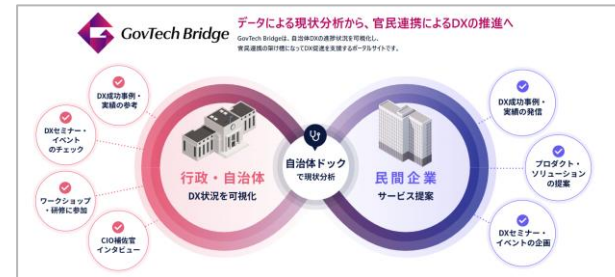 GovTech Bridge
データによる現状分析から、官民連携によるDXの推進へ
GovTech Bridgeは、自治体DXの進捗状況を可視化し、
官民連携の架け橋になってDX促進を支援するポータルサイトです。
DX成功事例・
実績の参考
DXセミナー・
イベント
のチェック
ワークショップ
・研修に参加
CIO補佐官
インタビュー
行政・自治体
DX状況を可視化
自治体ドック
で現状分析
民間企業
サービス提案
DX成功事例・
実績の発信
プロダクト・
ソリューション
の提案
DXセミナー・
イベントの企画